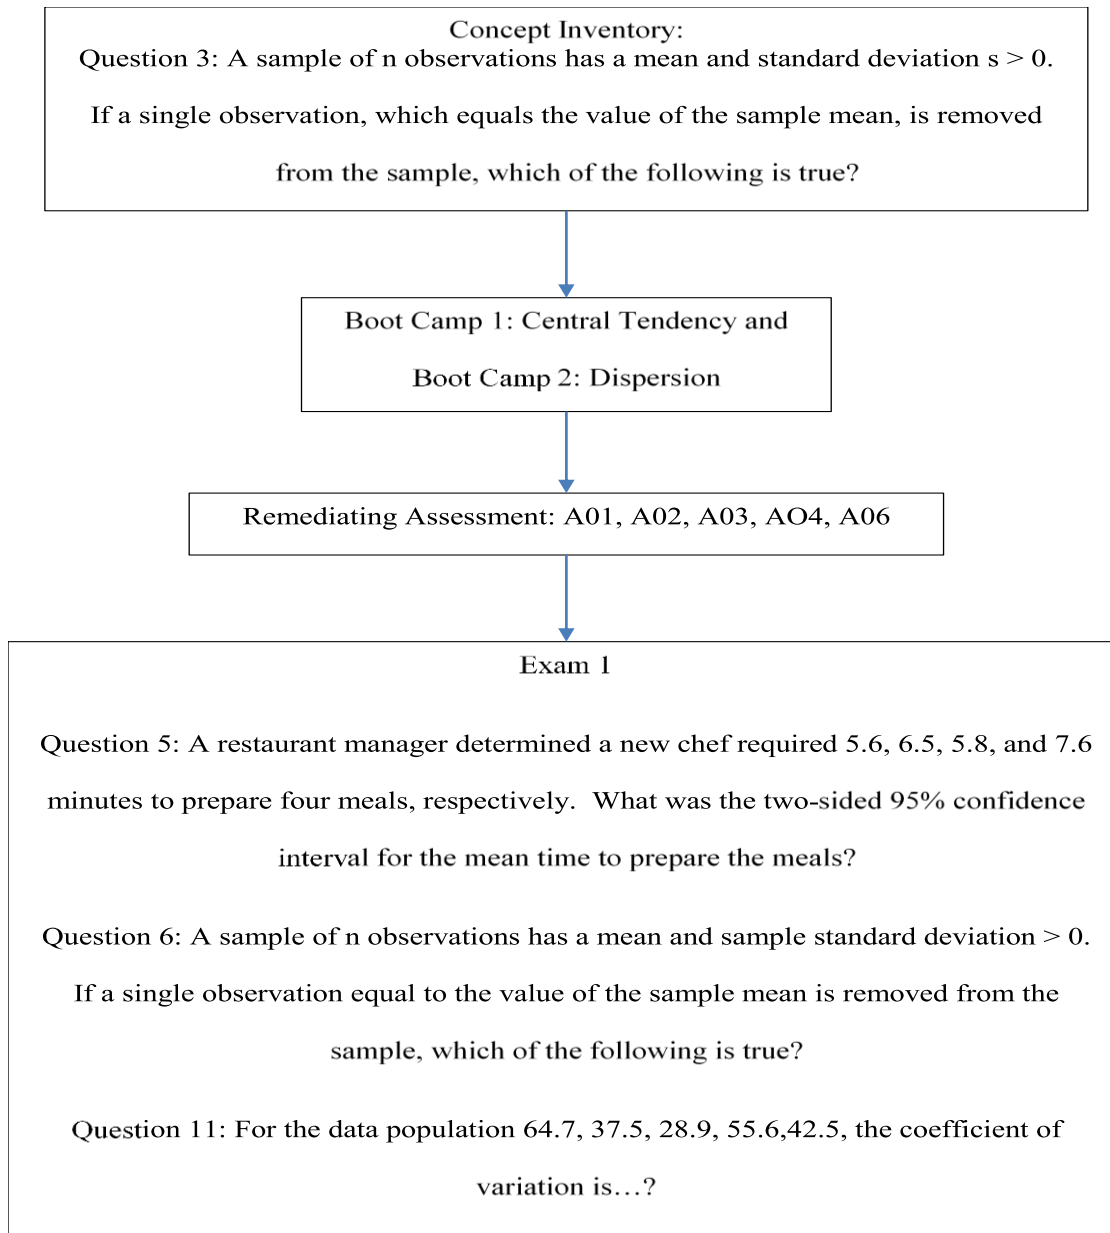 Concept Inventory:
Question 3: A sample of n observations has a mean and standard deviation s > 0.
If a single observation, which equals the value of the sample mean, is removed
from the sample, which of the following is true?
Boot Camp 1: Central Tendency and
Boot Camp 2: Dispersion
Remediating Assessment: A01, A02, A03, AO4, A06
Exam 1
Question 5: A restaurant manager determined a new chef required 5.6, 6.5, 5.8, and 7.6
minutes to prepare four meals, respectively.  What was the two-sided 95% confidence
interval for the mean time to prepare the meals?
Question 6: A sample of n observations has a mean and sample standard deviation > 0.
If a single observation equal to the value of the sample mean is removed from the
sample, which of the following is true?
Question 11: For the data population 64.7, 37.5, 28.9, 55.6,42.5, the coefficient of
variation is…?